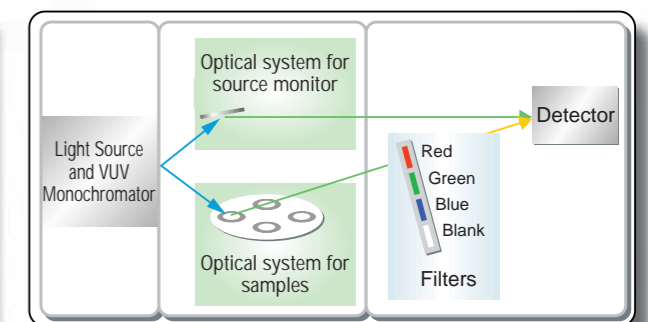 Optical system for
source monitor
Detector
Light Source
and VUV
Monochromator
Red
Green
Blue
Blank
Filters
Optical system for
samples